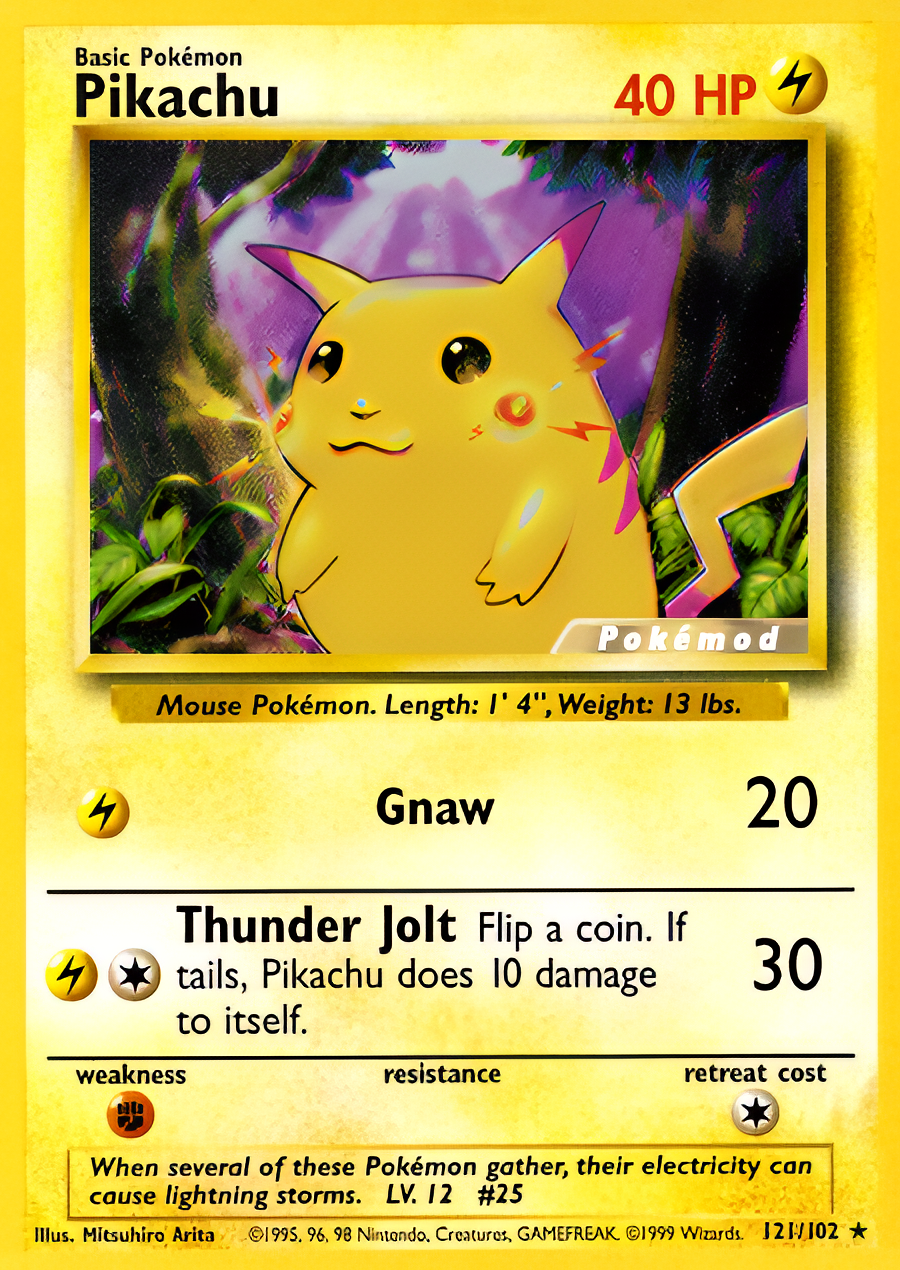 Basic Pokémon
Pikachu
40 HP
Pokémod
Mouse Pokémon. Length: 1' 4", Weight: 13 lbs.
Gnaw 20
Thunder Jolt Flip a coin. If
tails, Pikachu does 10 damage
to itself.
30
weakness resistance retreat cost
When several of these Pokémon gather, their electricity can
cause lightning storms. LV. 12 #25
Illus. Mitsuhiro Arita ©1995, 96, 98 Nintendo, Creatures, GAMEFREAK. ©1999 Wizards. 121/102 ★